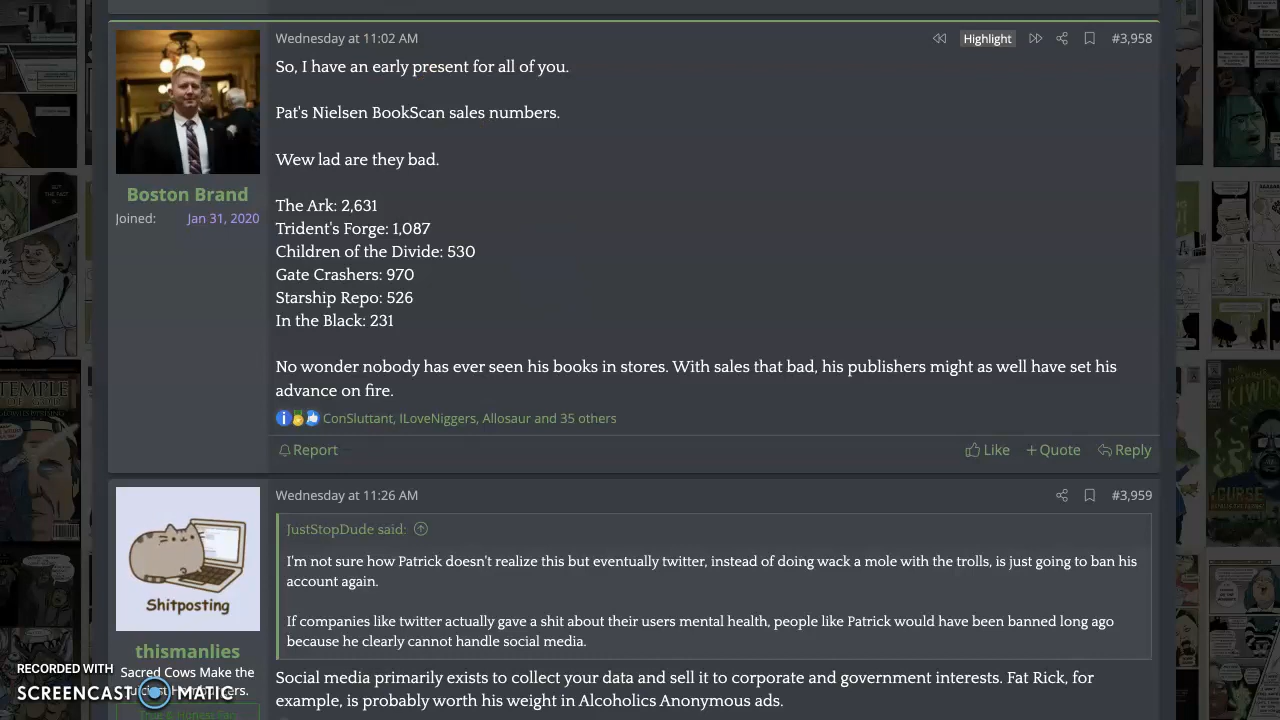 Wednesday at 11:02 AM
Highlight
#3,958
So, I have an early present for all of you.
Pat's Nielsen BookScan sales numbers.
Wew lad are they bad.
Boston Brand
Joined: Jan 31, 2020
The Ark: 2,631
Trident's Forge: 1,087
Children of the Divide: 530
Gate Crashers: 970
Starship Repo: 526
In the Black: 231
No wonder nobody has ever seen his books in stores. With sales that bad, his publishers might as well have set his
advance on fire.
ConSluttant, ILoveNiggers, Allosaur and 35 others
Report
Like
+ Quote
Reply
TEMPLE
KIWI
CURSE
Wednesday at 11:26 AM
#3,959
JustStopDude said:
I'm not sure how Patrick doesn't realize this but eventually twitter, instead of doing wack a mole with the trolls, is just going to ban his
account again.
If companies like twitter actually gave a shit about their users mental health, people like Patrick would have been banned long ago
because he clearly cannot handle social media.
Shitposting
thismanlies
Sacred Cows Make the
Social media primarily exists to collect your data and sell it to corporate and government interests. Fat Rick, for
example, is probably worth his weight in Alcoholics Anonymous ads.
True & Honest Fan
RECORDED WITH
SCREENCAST MATIC